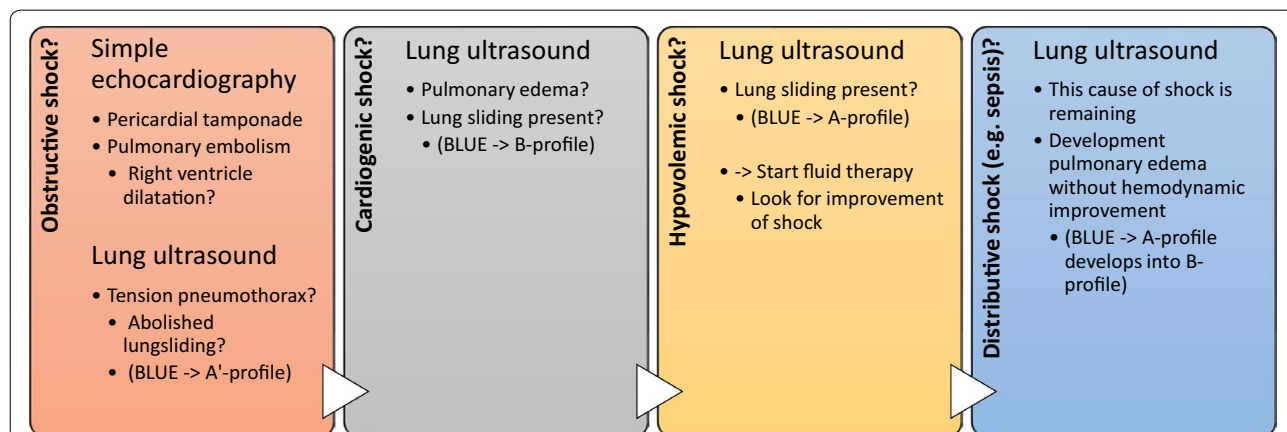 Obstructive shock?
Simple
echocardiography
• Pericardial tamponade
• Pulmonary embolism
• Right ventricle
dilatation?
Lung ultrasound
• Tension pneumothorax?
• Abolished
lungsliding?
• (BLUE -> A'-profile)
Cardiogenic shock?
Lung ultrasound
• Pulmonary edema?
• Lung sliding present?
• (BLUE -> B-profile)
Hypovolemic shock?
Lung ultrasound
• Lung sliding present?
• (BLUE -> A-profile)
• -> Start fluid therapy
• Look for improvement
of shock
Distributive shock (e.g. sepsis)?
Lung ultrasound
• This cause of shock is
remaining
• Development
pulmonary edema
without hemodynamic
improvement
• (BLUE -> A-profile
develops into B-
profile)